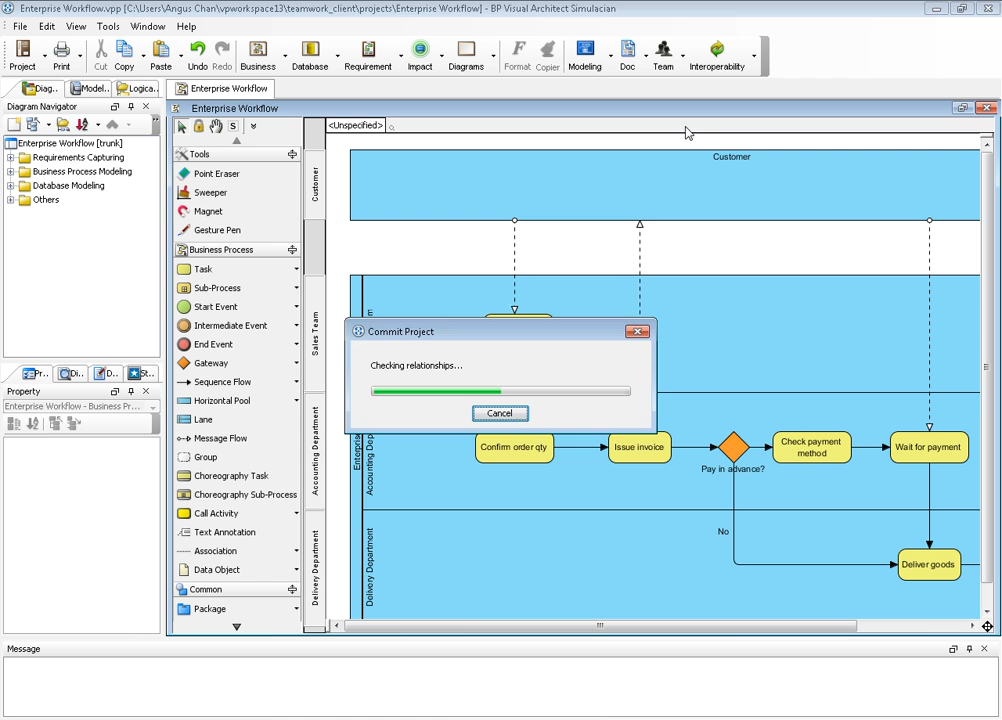 Enterprise Workflow.vpp [C:\Users\Angus Chan\vpworkspace13\teamwork_client\projects\Enterprise Workflow] - BP Visual Architect Simulacian
File Edit View Tools Window Help
Project Print Cut Copy Paste Undo Redo Business Database Requirement Impact Diagrams Format Copier Modeling Doc Team Interoperability
Diag... Model... Logica...
Enterprise Workflow
Diagram Navigator
Enterprise Workflow
Enterprise Workflow [trunk]
Requirements Capturing
Business Process Modeling
Database Modeling
Others
Pr... Di... D... St...
Property
Enterprise Workflow - Business Pr...
S
Tools
Point Eraser
Sweeper
Magnet
Gesture Pen
Business Process
Task
Sub-Process
Start Event
Intermediate Event
End Event
Gateway
Sequence Flow
Horizontal Pool
Lane
Message Flow
Group
Choreography Task
Choreography Sub-Process
Call Activity
Text Annotation
Association
Data Object
Common
Package
<Unspecified>
Customer
Customer
Sales Team
Accounting Department
Delivery Department
Delivery Department
Commit Project
Checking relationships...
Cancel
Confirm order qty
Issue invoice
Pay in advance?
Check payment
method
Wait for payment
No
Deliver goods
Message